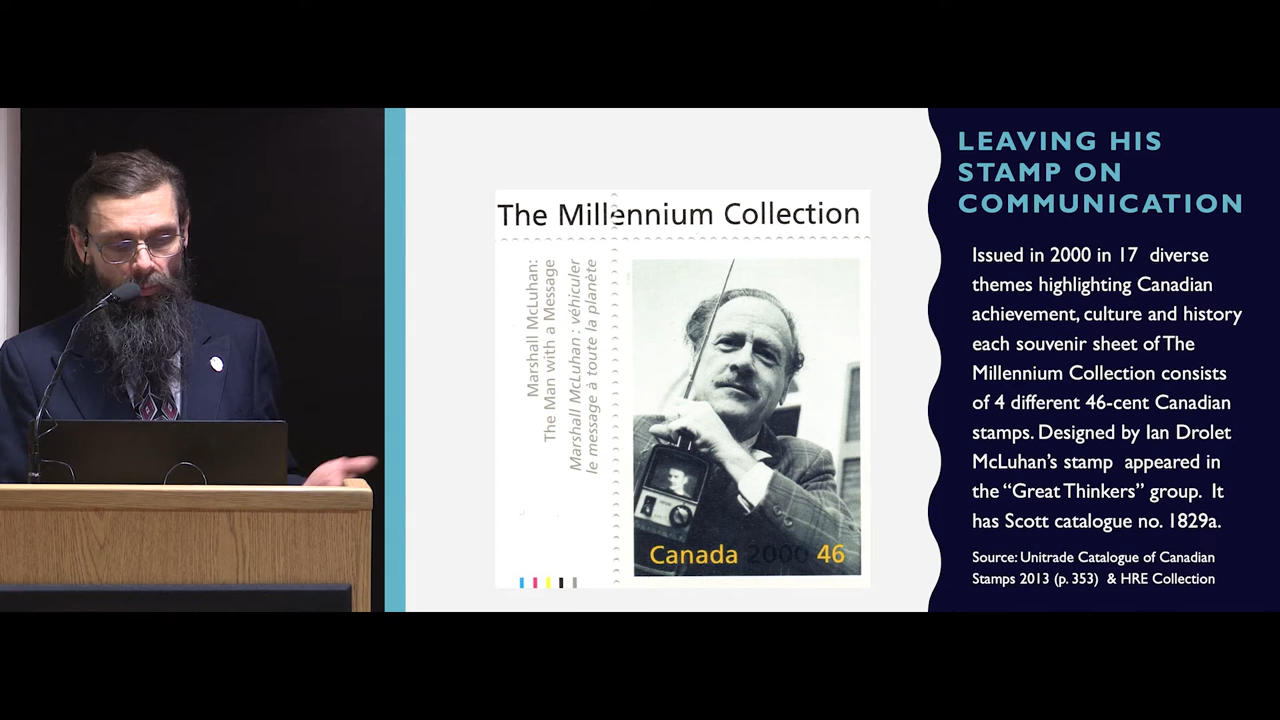 The Millennium Collection
Marshall McLuhan:
The Man with a Message
Marshall McLuhan : véhiculer
le message à toute la planète
Canada 2000 46
LEAVING HIS
STAMP ON
COMMUNICATION
Issued in 2000 in 17 diverse
themes highlighting Canadian
achievement, culture and history
each souvenir sheet of The
Millennium Collection consists
of 4 different 46-cent Canadian
stamps. Designed by Ian Drolet
McLuhan's stamp appeared in
the “Great Thinkers” group. It
has Scott catalogue no. 1829a.
Source: Unitrade Catalogue of Canadian
Stamps 2013 (p. 353) & HRE Collection